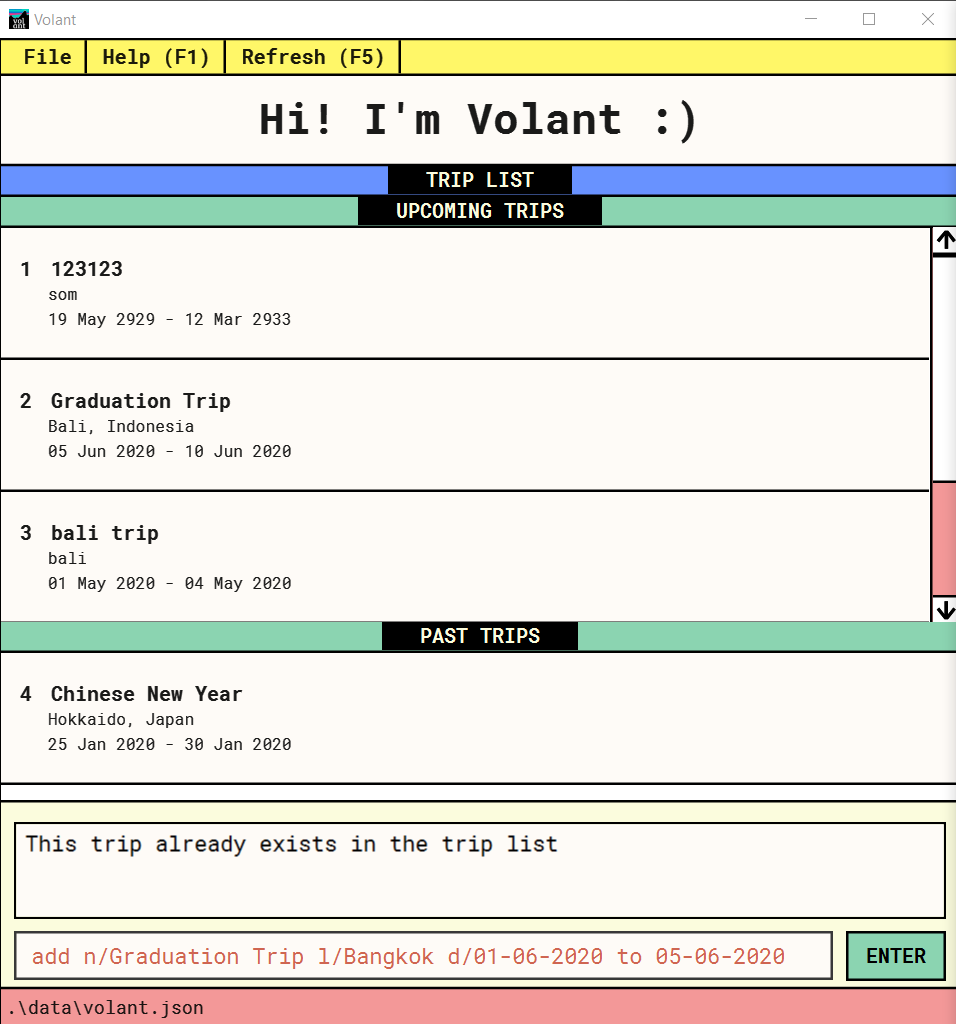 Volant
File Help (F1) Refresh (F5)
Hi! I'm Volant :)
TRIP LIST
UPCOMING TRIPS
1 123123
som
19 May 2929 - 12 Mar 2933
2 Graduation Trip
Bali, Indonesia
05 Jun 2020 - 10 Jun 2020
3 bali trip
bali
01 May 2020 - 04 May 2020
PAST TRIPS
4 Chinese New Year
Hokkaido, Japan
25 Jan 2020 - 30 Jan 2020
This trip already exists in the trip list
add n/Graduation Trip l/Bangkok d/01-06-2020 to 05-06-2020 ENTER
.\data\volant.json